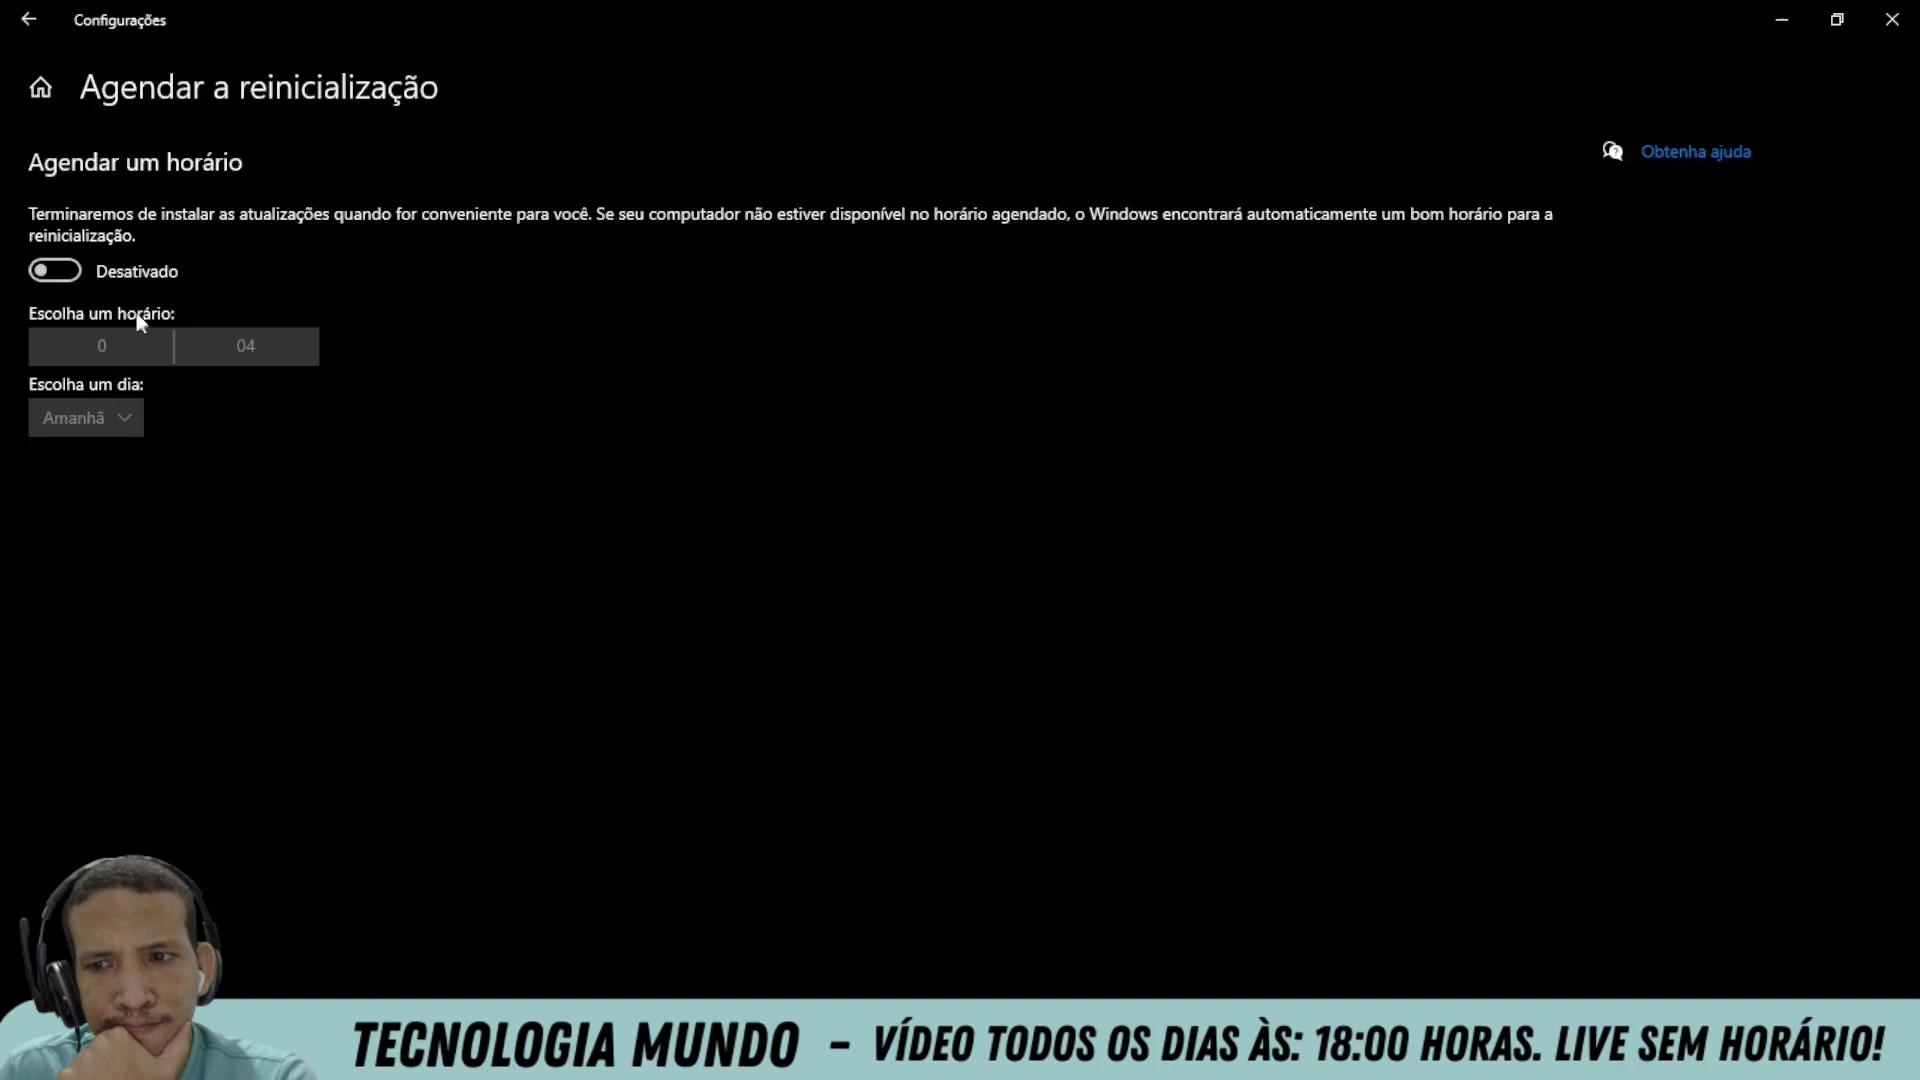 Configurações
Agendar a reinicialização
Agendar um horário
Obtenha ajuda
Terminaremos de instalar as atualizações quando for conveniente para você. Se seu computador não estiver disponível no horário agendado, o Windows encontrará automaticamente um bom horário para a
reinicialização.
Desativado
Escolha um horário:
0 04
Escolha um dia:
Amanhã
TECNOLOGIA MUNDO - VÍDEO TODOS OS DIAS ÀS: 18:00 HORAS. LIVE SEM HORÁRIO!